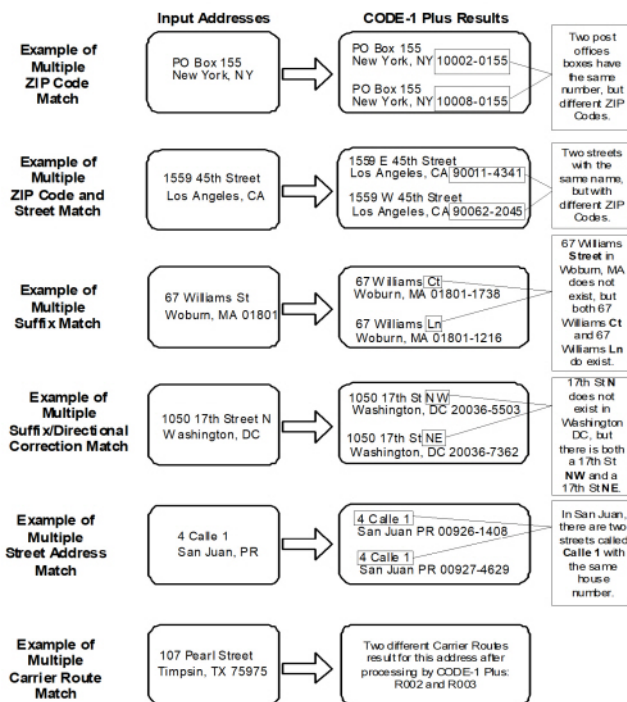 Input Addresses
CODE-1 Plus Results
Example of
Multiple
ZIP Code
Match
PO Box 155
New York, NY
PO Box 155
New York, NY 10002-0155
PO Box 155
New York, NY 10008-0155
Two post
offices
boxes have
the same
number, but
different ZIP
Codes.
Example of
Multiple
ZIP Code and
Street Match
1559 45th Street
Los Angeles, CA
1559 E 45th Street
Los Angeles, CA 90011-4341
1559 W 45th Street
Los Angeles, CA 90062-2045
Two streets
with the
same name,
but with
different ZIP
Codes.
Example of
Multiple
Suffix Match
67 Williams St
Woburn, MA 01801
67 Williams Ct
Woburn, MA 01801-1738
67 Williams Ln
Woburn, MA 01801-1216
67 Williams
Street in
Woburn, MA
does not
exist, but
both 67
Williams Ct
and 67
Williams Ln
do exist.
Example of
Multiple
Suffix/Directional
Correction Match
1050 17th Street N
Washington, DC
1050 17th St NW
Washington, DC 20036-5503
1050 17th St NE
Washington, DC 20036-7362
17th St N
does not
exist in
Washington
DC, but
there is both
a 17th St
NW and a
17th St NE.
Example of
Multiple
Street Address
Match
4 Calle 1
San Juan, PR
4 Calle 1
San Juan PR 00926-1408
4 Calle 1
San Juan PR 00927-4629
In San Juan,
there are two
streets called
Calle 1 with
the same
house
number.
Example of
Multiple
Carrier Route
Match
107 Pearl Street
Timpsin, TX 75975
Two different Carrier Routes
result for this address after
processing by CODE-1 Plus:
R002 and R003